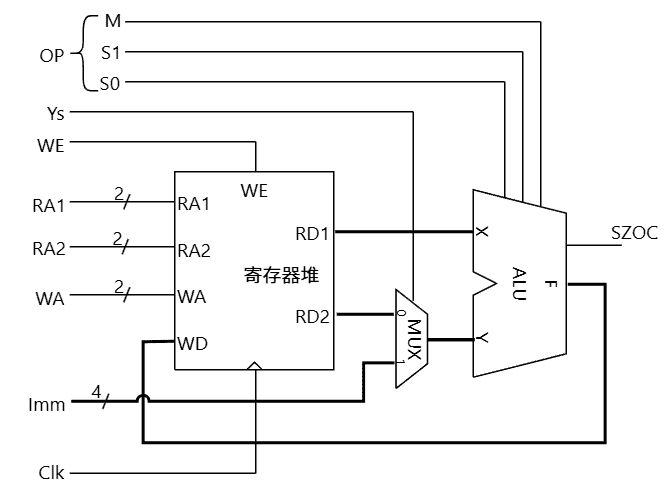 M
OP
S1
S0
Ys
WE
WE
RA1
2
RA1
RA2
2
RA2
WA
2
WA
WD
RD1
寄存器堆
RD2
0
MUX
1
X
ALU
F
Y
SZOC
Imm
4
Clk